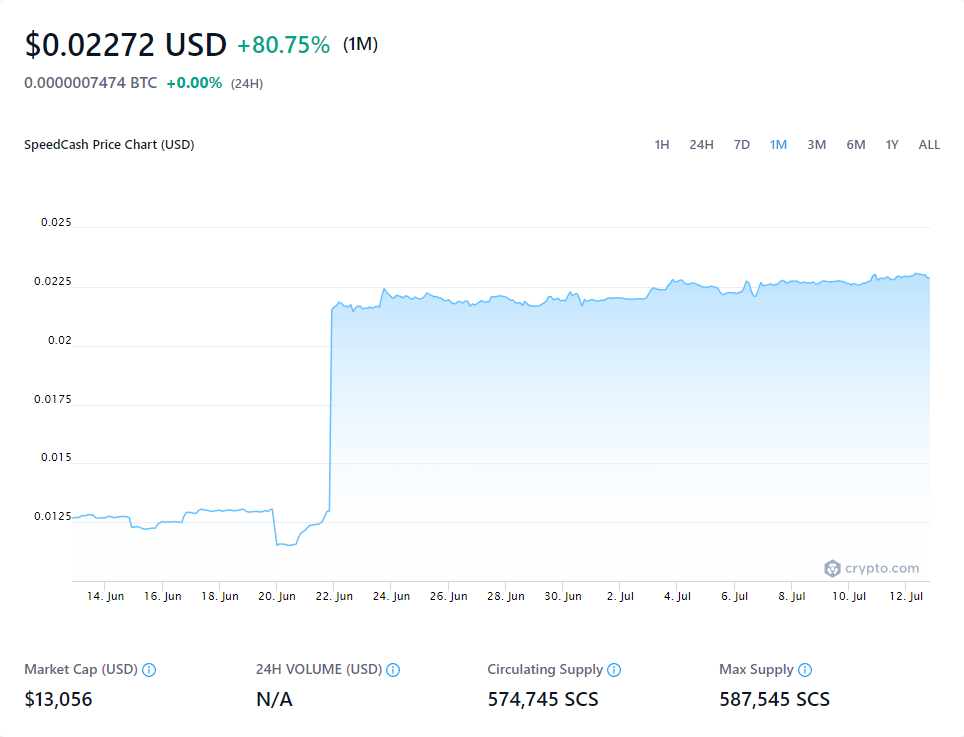 $0.02272 USD +80.75% (1M)
0.0000007474 BTC +0.00% (24H)
SpeedCash Price Chart (USD) 1H 24H 7D 1M 3M 6M 1Y ALL
0.025
0.0225
0.02
0.0175
0.015
0.0125
crypto.com
14. Jun 16. Jun 18. Jun 20. Jun 22. Jun 24. Jun 26. Jun 28. Jun 30. Jun 2. Jul 4. Jul 6. Jul 8. Jul 10. Jul 12. Jul
Market Cap (USD) 24H VOLUME (USD) Circulating Supply Max Supply
$13,056 N/A 574,745 SCS 587,545 SCS